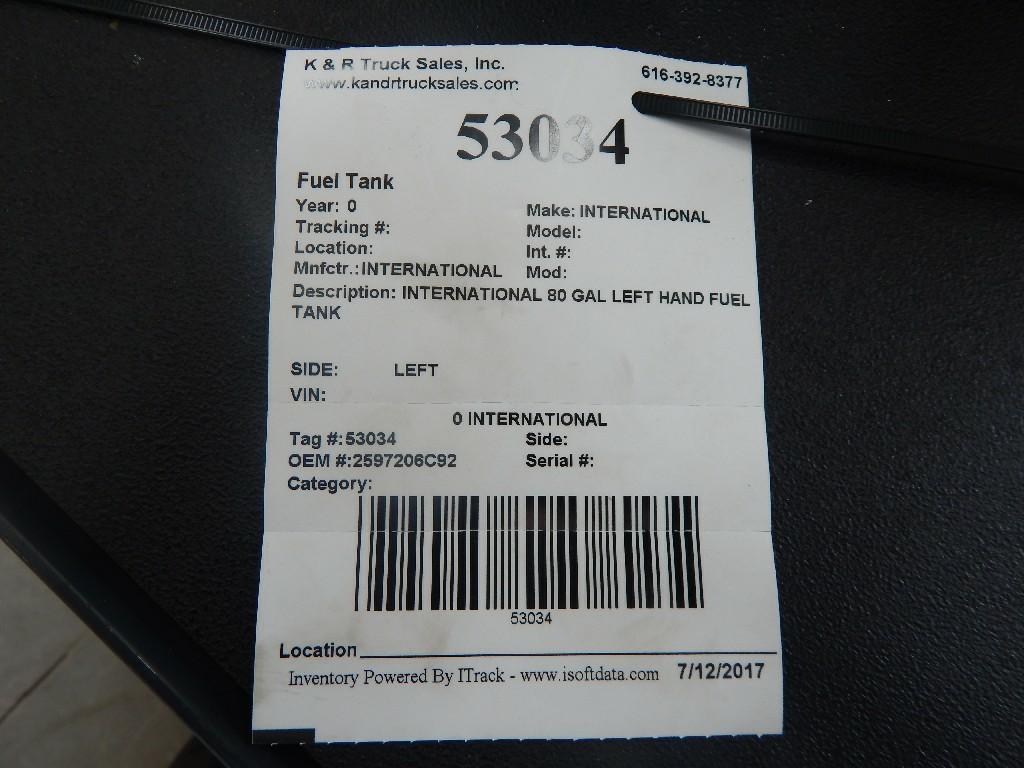 K & R Truck Sales, Inc.
616-392-8377
www.kandrtrucksales.com
53034
Fuel Tank
Year: 0
Make: INTERNATIONAL
Tracking #:
Model:
Location:
Int. #:
Mnfctr.: INTERNATIONAL
Mod:
Description: INTERNATIONAL 80 GAL LEFT HAND FUEL
TANK
SIDE: LEFT
VIN:
0 INTERNATIONAL
Tag #:53034
Side:
OEM #:2597206C92
Serial #:
Category:
53034
Location
Inventory Powered By ITrack - www.isoftdata.com 7/12/2017